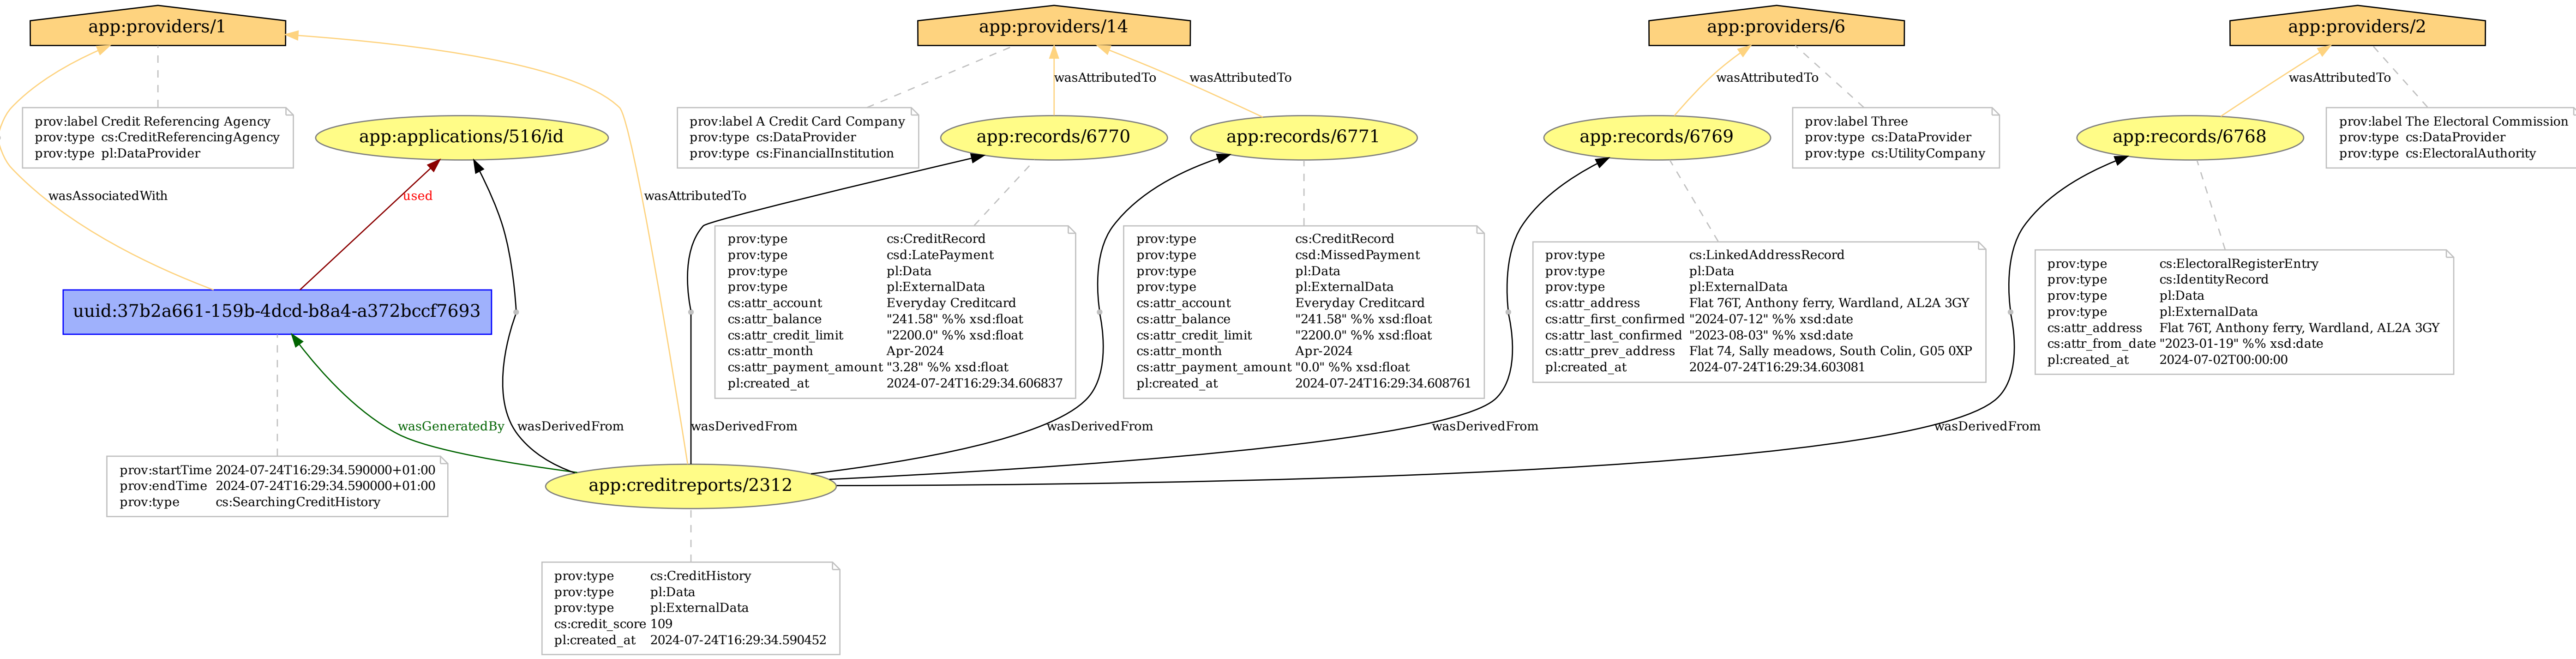 app:providers/1
app:providers/14
app:providers/6
app:providers/2
wasAttributedTo
wasAttributedTo
wasAttributedTo
wasAttributedTo
prov:label Credit Referencing Agency
prov:type cs:CreditReferencingAgency
prov:type pl:DataProvider
app:applications/516/id
prov:label A Credit Card Company
prov:type cs:DataProvider
prov:type cs:FinancialInstitution
app:records/6770
app:records/6771
app:records/6769
prov:label Three
prov:type cs:DataProvider
prov:type cs:UtilityCompany
app:records/6768
prov:label The Electoral Commission
prov:type cs:DataProvider
prov:type cs:ElectoralAuthority
wasAssociatedWith
used
wasAttributedTo
prov:type cs:CreditRecord
prov:type csd:LatePayment
prov:type pl:Data
prov:type pl:ExternalData
cs:attr_account Everyday Creditcard
cs:attr_balance "241.58" %% xsd:float
cs:attr_credit_limit "2200.0" %% xsd:float
cs:attr_month Apr-2024
cs:attr_payment_amount "3.28" %% xsd:float
pl:created_at 2024-07-24T16:29:34.606837
prov:type cs:CreditRecord
prov:type csd:MissedPayment
prov:type pl:Data
prov:type pl:ExternalData
cs:attr_account Everyday Creditcard
cs:attr_balance "241.58" %% xsd:float
cs:attr_credit_limit "2200.0" %% xsd:float
cs:attr_month Apr-2024
cs:attr_payment_amount "0.0" %% xsd:float
pl:created_at 2024-07-24T16:29:34.608761
prov:type cs:LinkedAddressRecord
prov:type pl:Data
prov:type pl:ExternalData
cs:attr_address Flat 76T, Anthony ferry, Wardland, AL2A 3GY
cs:attr_first_confirmed "2024-07-12" %% xsd:date
cs:attr_last_confirmed "2023-08-03" %% xsd:date
cs:attr_prev_address Flat 74, Sally meadows, South Colin, G05 0XP
pl:created_at 2024-07-24T16:29:34.603081
prov:type cs:ElectoralRegisterEntry
prov:type cs:IdentityRecord
prov:type pl:Data
prov:type pl:ExternalData
cs:attr_address Flat 76T, Anthony ferry, Wardland, AL2A 3GY
cs:attr_from_date "2023-01-19" %% xsd:date
pl:created_at 2024-07-02T00:00:00
uuid:37b2a661-159b-4dcd-b8a4-a372bccf7693
wasGeneratedBy
wasDerivedFrom
wasDerivedFrom
wasDerivedFrom
wasDerivedFrom
wasDerivedFrom
prov:startTime 2024-07-24T16:29:34.590000+01:00
prov:endTime 2024-07-24T16:29:34.590000+01:00
prov:type cs:SearchingCreditHistory
app:creditreports/2312
prov:type cs:CreditHistory
prov:type pl:Data
prov:type pl:ExternalData
cs:credit_score 109
pl:created_at 2024-07-24T16:29:34.590452